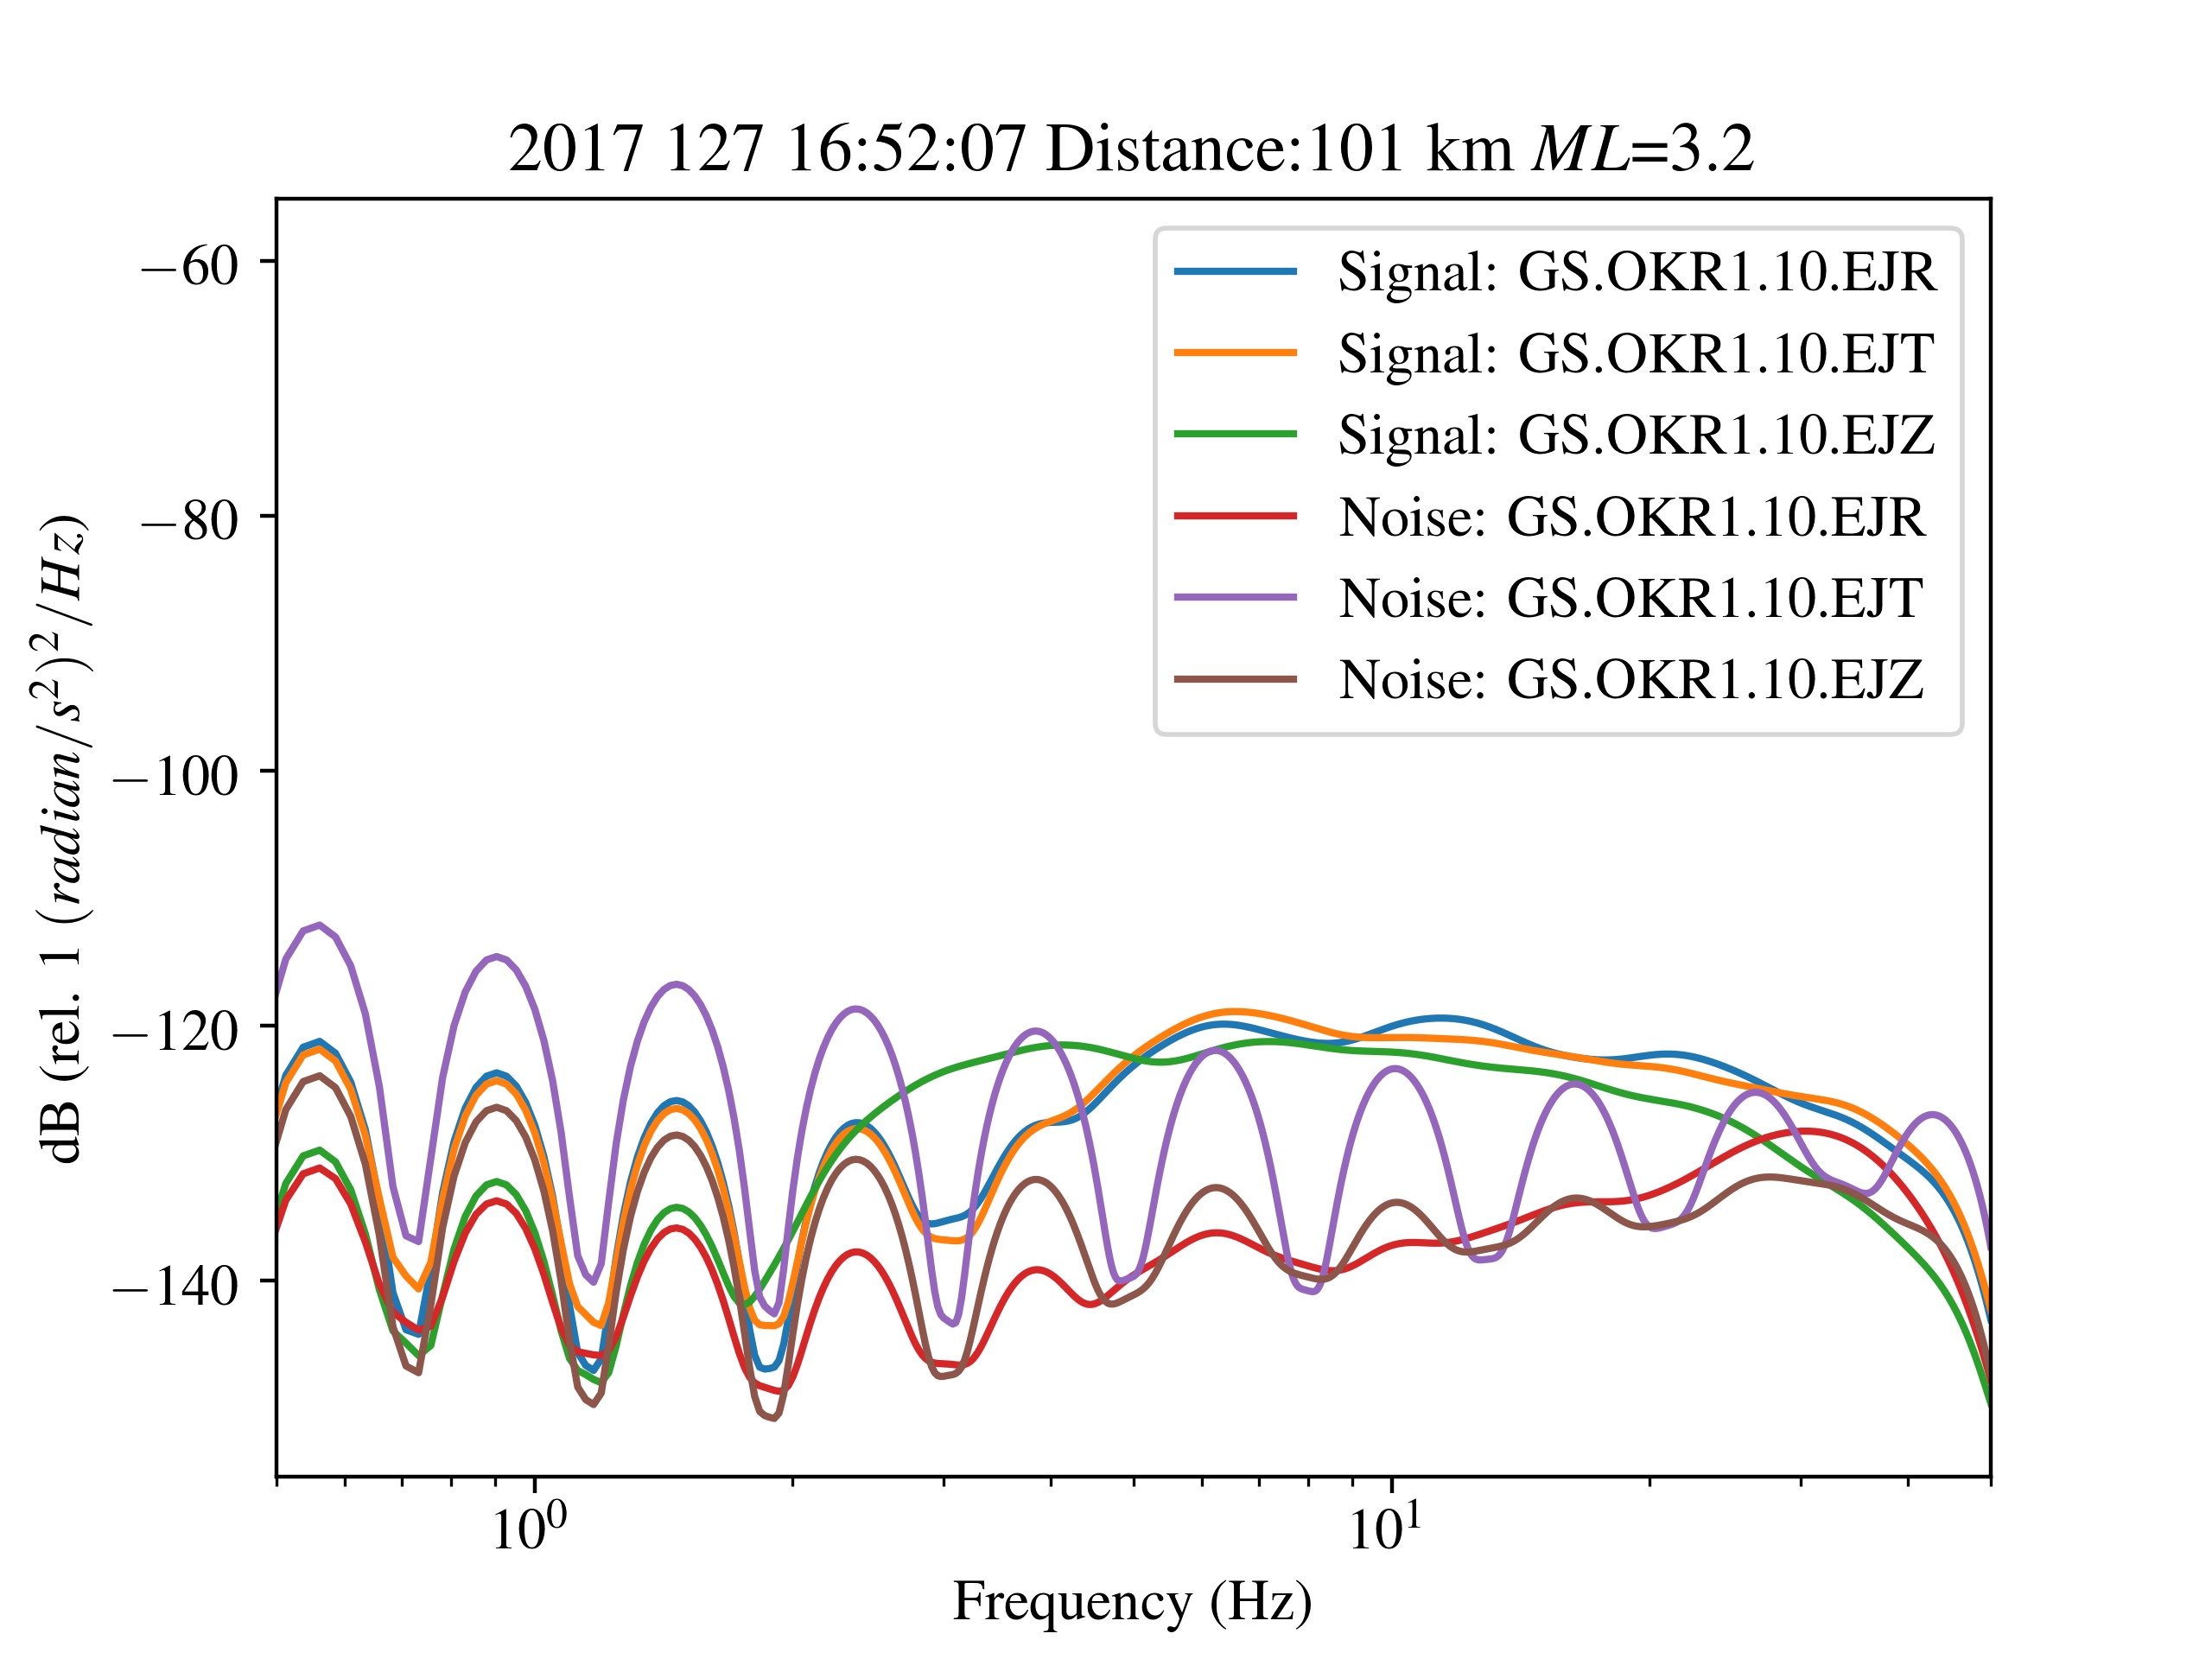 2017 127 16:52:07 Distance:101 km ML=3.2
Signal: GS.OKR1.10.EJR
Signal: GS.OKR1.10.EJT
Signal: GS.OKR1.10.EJZ
Noise: GS.OKR1.10.EJR
Noise: GS.OKR1.10.EJT
Noise: GS.OKR1.10.EJZ
dB (rel. 1 (radian/s²)²/Hz)
−60
−80
−100
−120
−140
10⁰
10¹
Frequency (Hz)